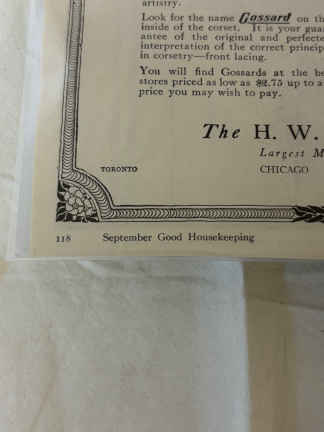 artistry.
Look for the name Gossard on th
inside of the corset. It is your guar
antee of the original and perfecte
interpretation of the correct princip
in corsetry—front lacing.
You will find Gossards at the be
stores priced as low as $2.75 up to a
price you may wish to pay.
The H. W.
Largest M
TORONTO CHICAGO
118 September Good Housekeeping